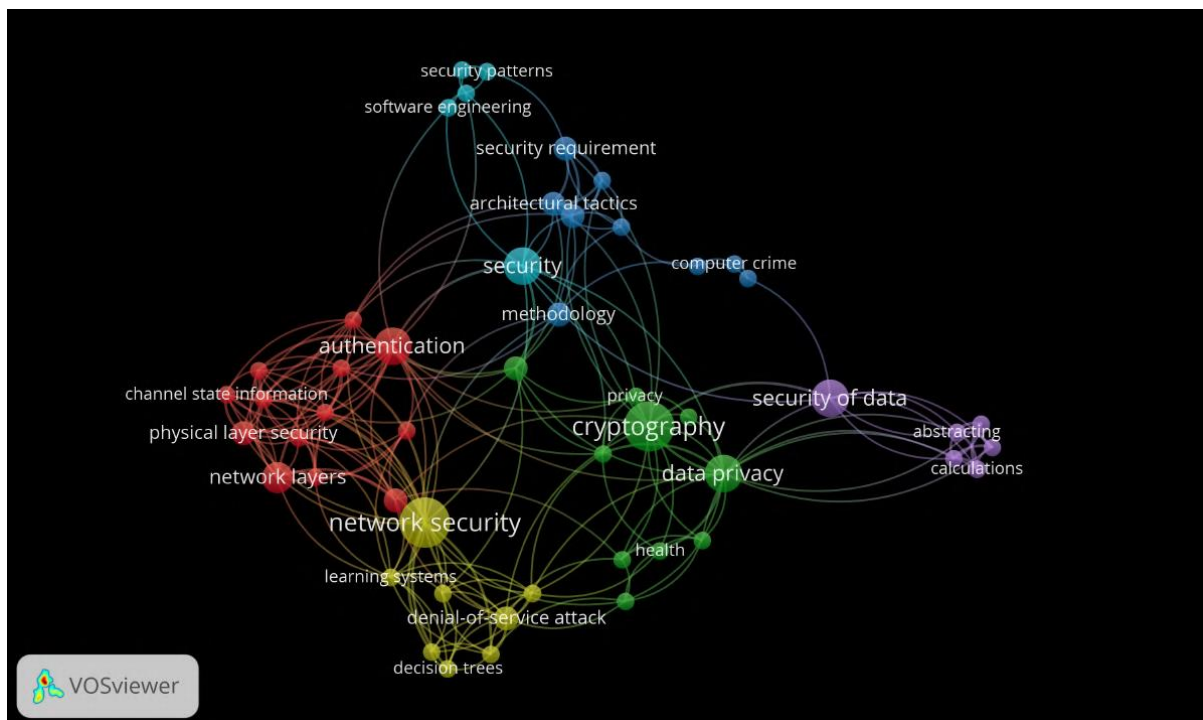 security patterns
software engineering
security requirement
architectural tactics
security
computer crime
methodology
authentication
channel state information
privacy
security of data
physical layer security
cryptography
abstracting
network layers
data privacy
calculations
network security
health
learning systems
denial-of-service attack
decision trees
VOSviewer